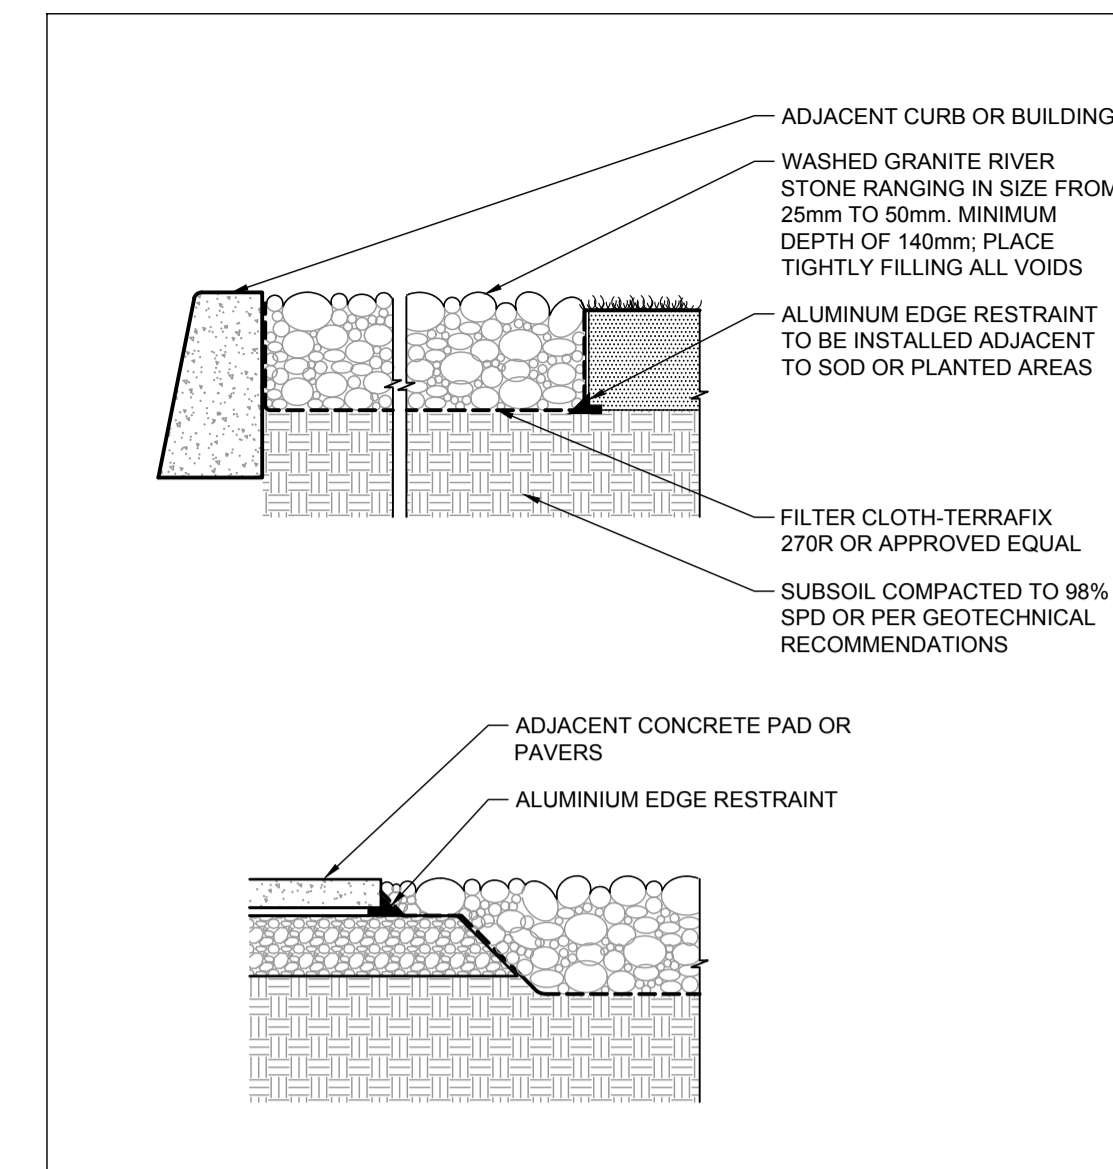 ADJACENT CURB OR BUILDING
WASHED GRANITE RIVER
STONE RANGING IN SIZE FROM
25mm TO 50mm. MINIMUM
DEPTH OF 140mm; PLACE
TIGHTLY FILLING ALL VOIDS
ALUMINUM EDGE RESTRAINT
TO BE INSTALLED ADJACENT
TO SOD OR PLANTED AREAS
FILTER CLOTH-TERRAFIX
270R OR APPROVED EQUAL
SUBSOIL COMPACTED TO 98%
SPD OR PER GEOTECHNICAL
RECOMMENDATIONS
ADJACENT CONCRETE PAD OR
PAVERS
ALUMINIUM EDGE RESTRAINT